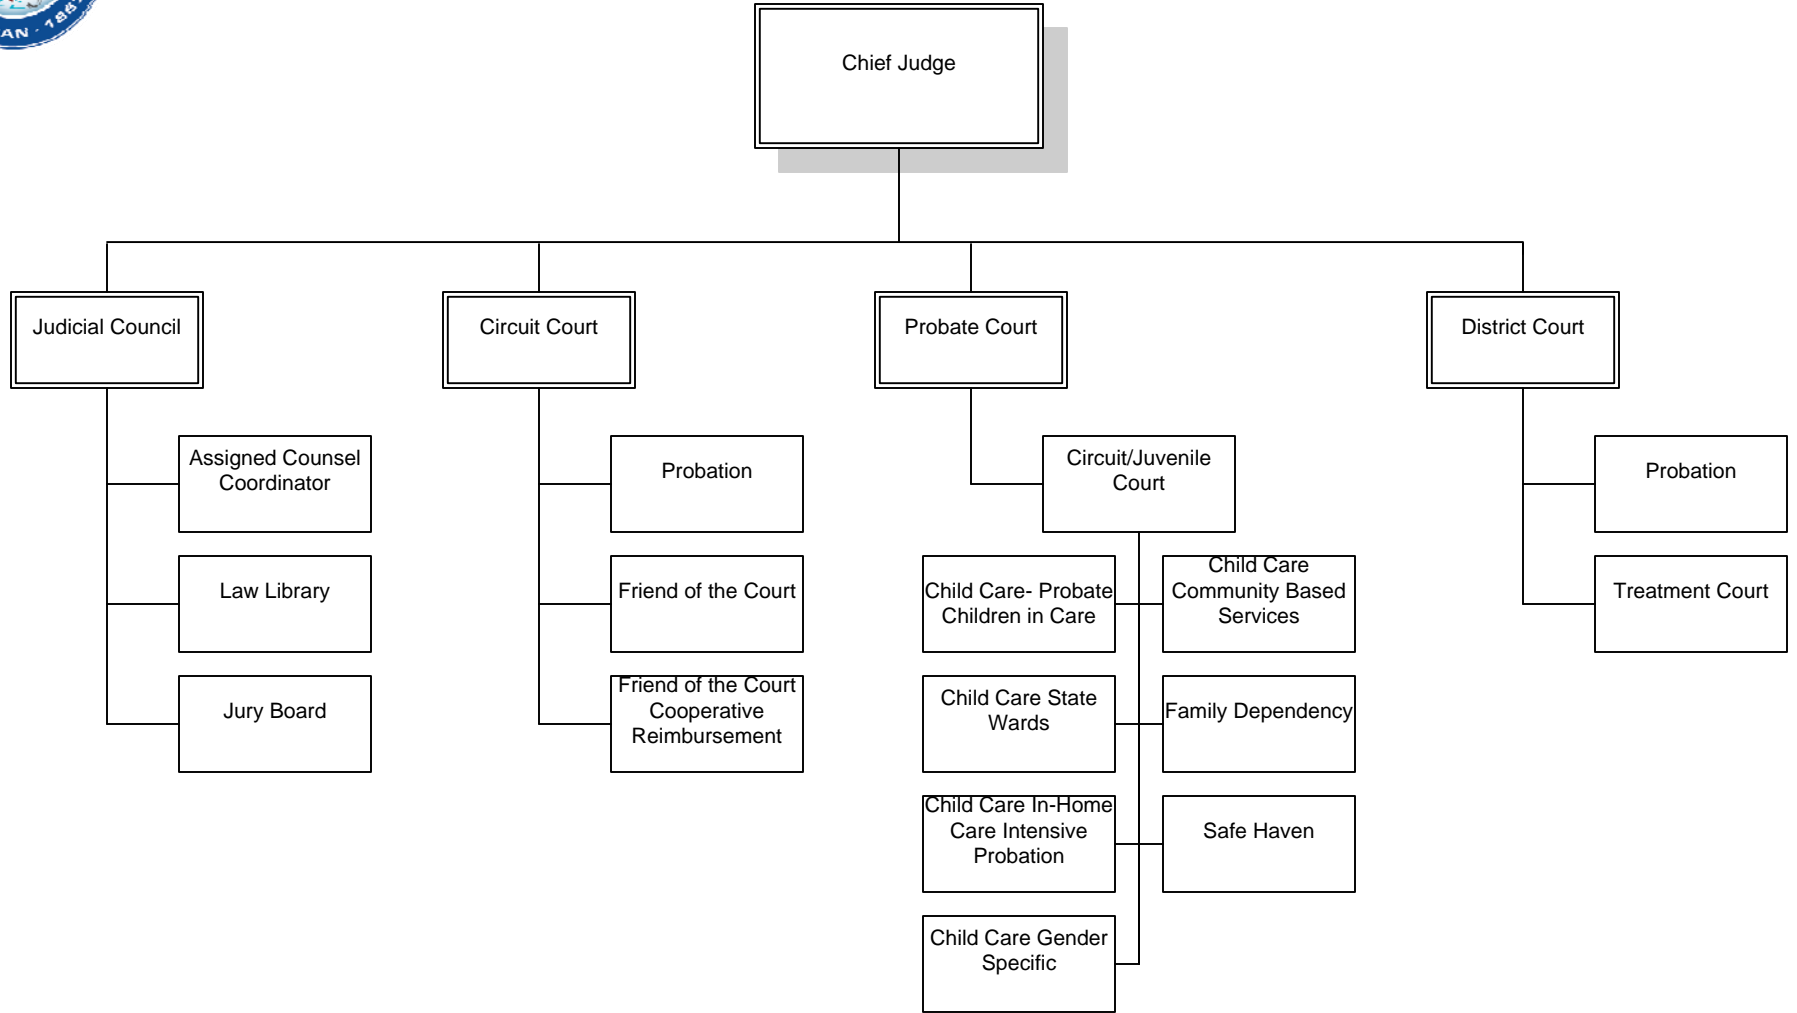 AN - 186
Chief Judge
Judicial Council
Circuit Court
Probate Court
District Court
Assigned Counsel
Coordinator
Law Library
Jury Board
Probation
Friend of the Court
Friend of the Court
Cooperative
Reimbursement
Circuit/Juvenile
Court
Child Care- Probate
Children in Care
Child Care
Community Based
Services
Child Care State
Wards
Family Dependency
Child Care In-Home
Care Intensive
Probation
Safe Haven
Child Care Gender
Specific
Probation
Treatment Court